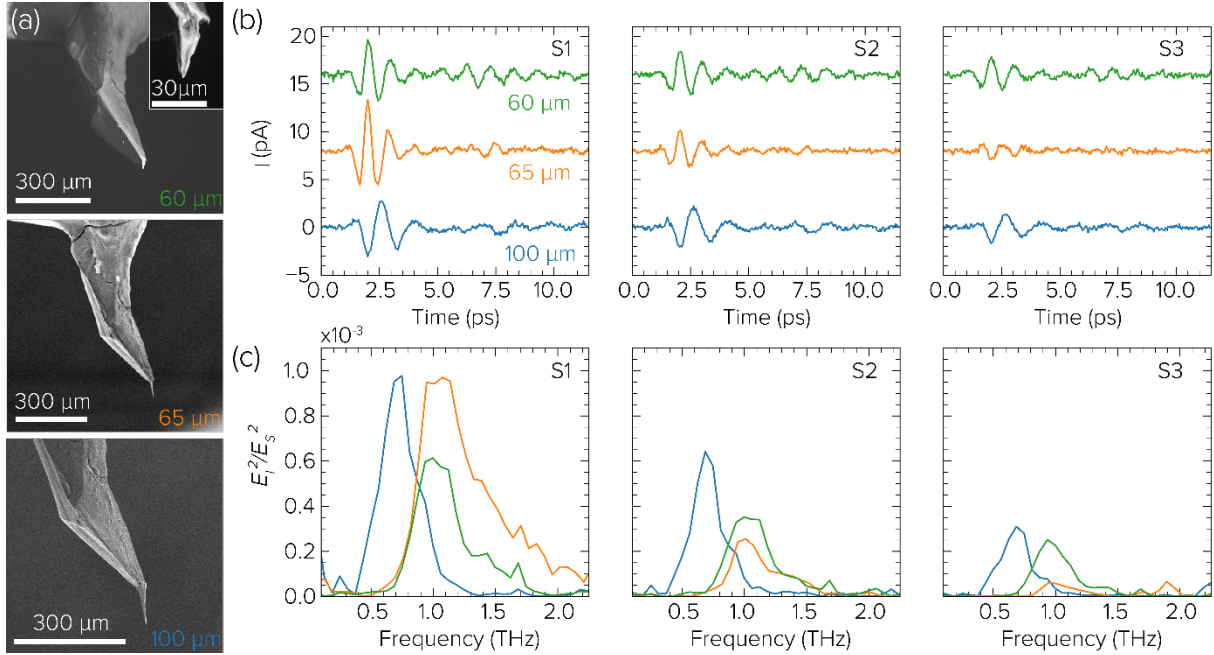 (a)
30μm
300 μm
60 μm
300 μm
65 μm
300 μm
100 μm
(b)
I (pA)
20
15
10
5
0
−5
S1
60 μm
65 μm
100 μm
0.0 2.5 5.0 7.5 10.0
Time (ps)
S2
0.0 2.5 5.0 7.5 10.0
Time (ps)
S3
0.0 2.5 5.0 7.5 10.0
Time (ps)
(c)
x10⁻³
E_l²/E_s²
1.0
0.8
0.6
0.4
0.2
0.0
S1
0.5 1.0 1.5 2.0
Frequency (THz)
S2
0.5 1.0 1.5 2.0
Frequency (THz)
S3
0.5 1.0 1.5 2.0
Frequency (THz)